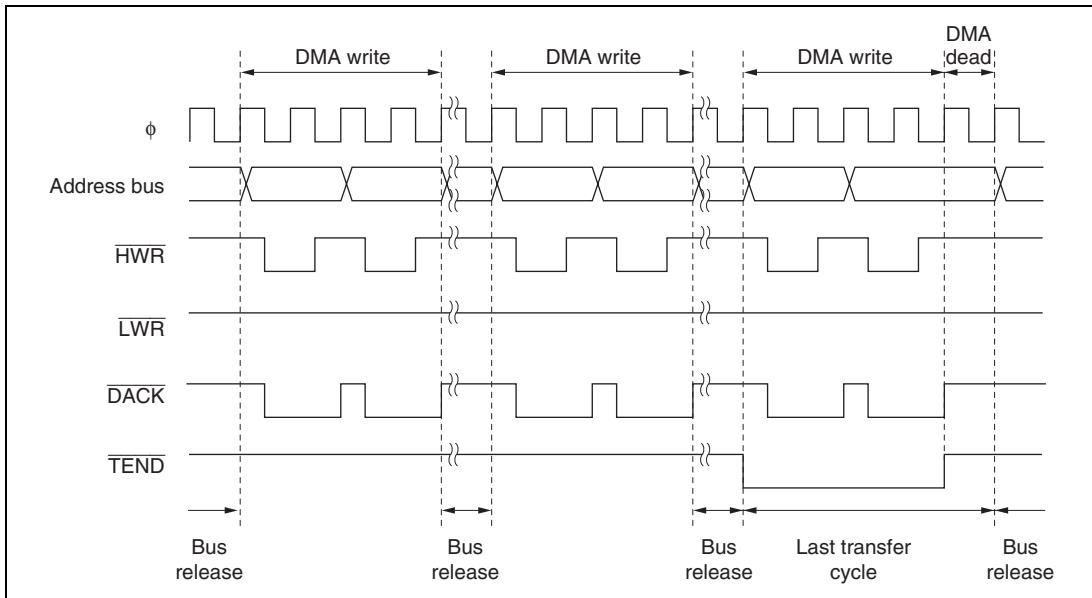 DMA write
DMA write
DMA write
DMA
dead
ϕ
Address bus
HWR
LWR
DACK
TEND
Bus
release
Bus
release
Bus
release
Last transfer
cycle
Bus
release